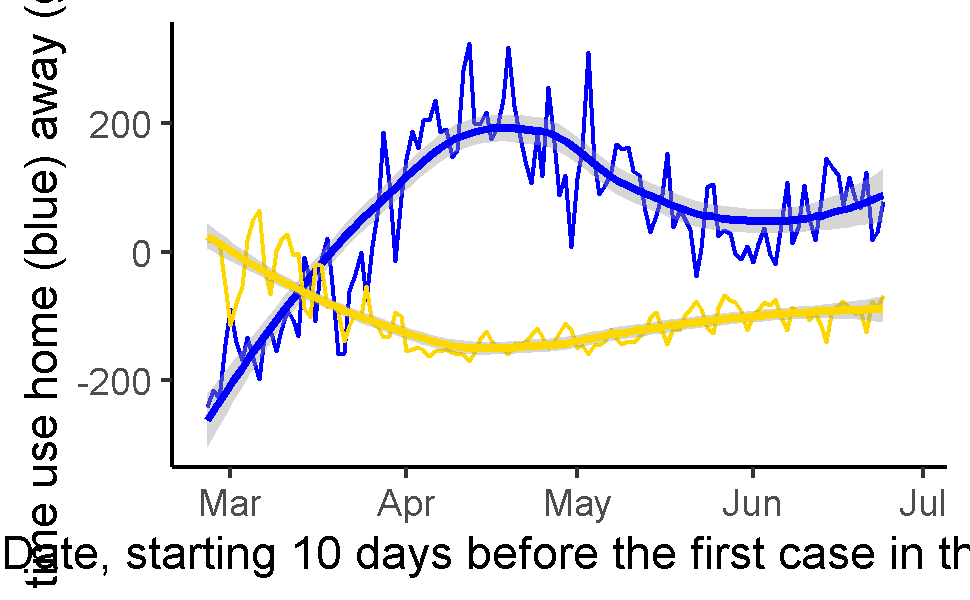 time use home (blue) away (
200
0
-200
Mar Apr May Jun Jul
Date, starting 10 days before the first case in th